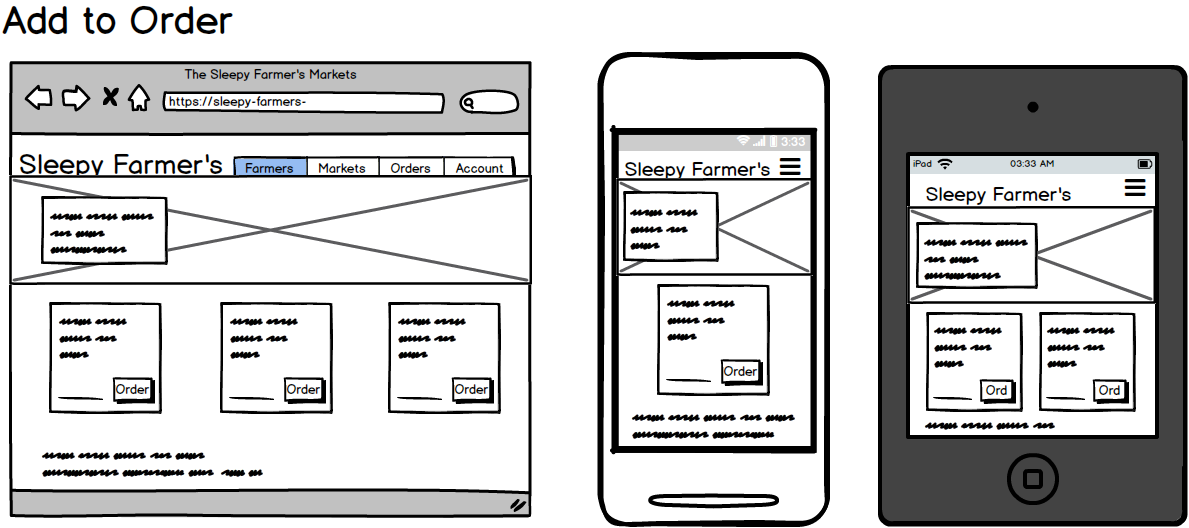 Add to Order
The Sleepy Farmer's Markets
https://sleepy-farmers-
Sleepy Farmer's
Farmers
Markets
Orders
Account
Order
Order
Order
3:33
Sleepy Farmer's
Order
iPad
03:33 AM
Sleepy Farmer's
Ord
Ord